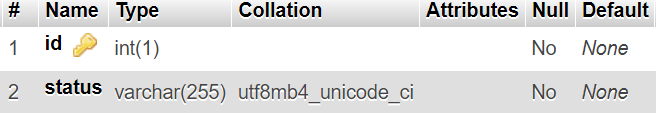 # Name Type Collation Attributes Null Default
1 id int(1) No None
2 status varchar(255) utf8mb4_unicode_ci No None